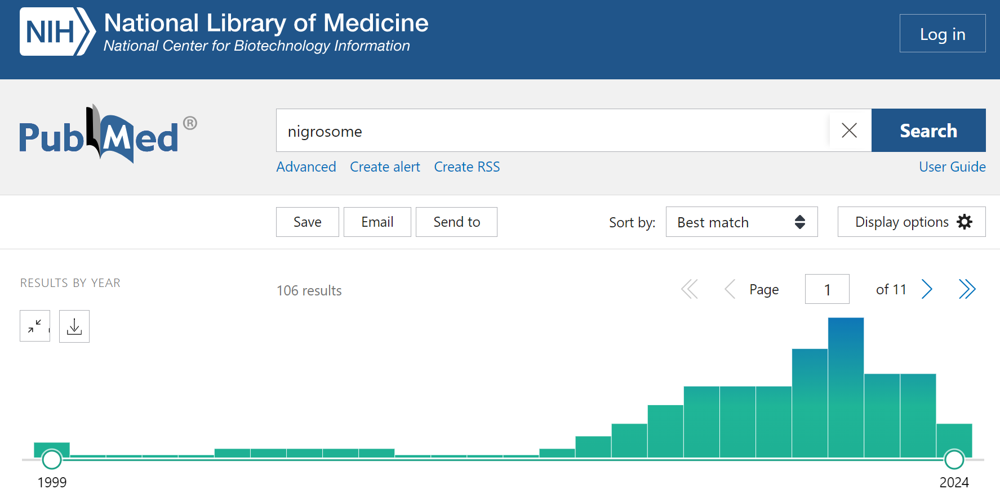 NIH National Library of Medicine
National Center for Biotechnology Information
Log in
PubMed®
nigrosome
Search
Advanced Create alert Create RSS
User Guide
Save Email Send to
Sort by: Best match
Display options
RESULTS BY YEAR
106 results
Page 1 of 11
1999
2024